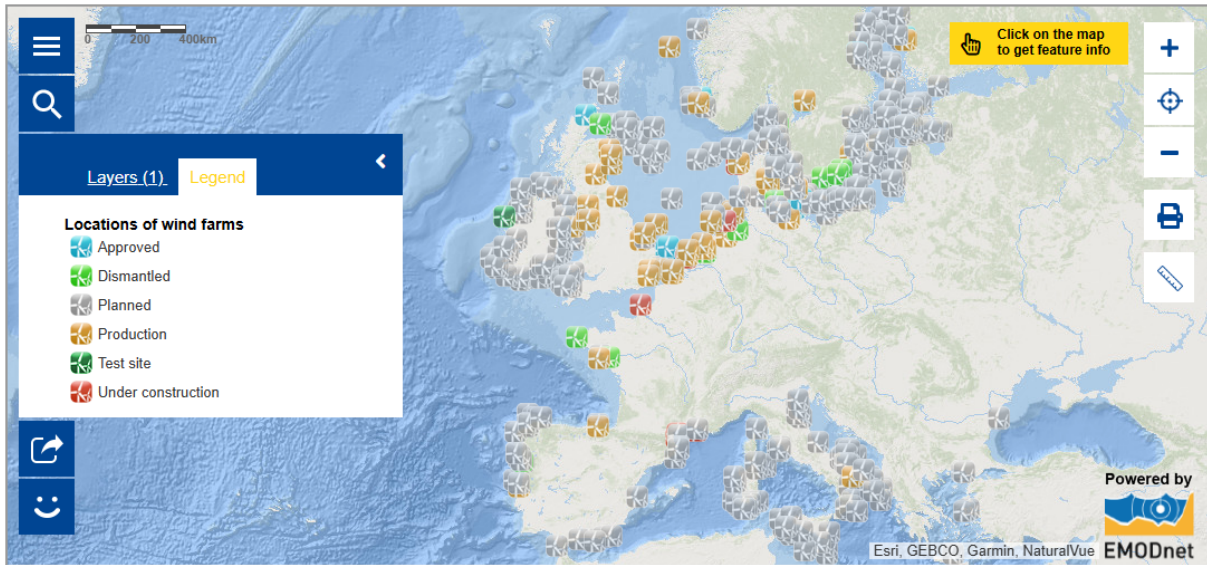 0 200 400km
Click on the map
to get feature info
Layers (1)
Legend
Locations of wind farms
Approved
Dismantled
Planned
Production
Test site
Under construction
Powered by
EMODnet
Esri, GEBCO, Garmin, NaturalVue